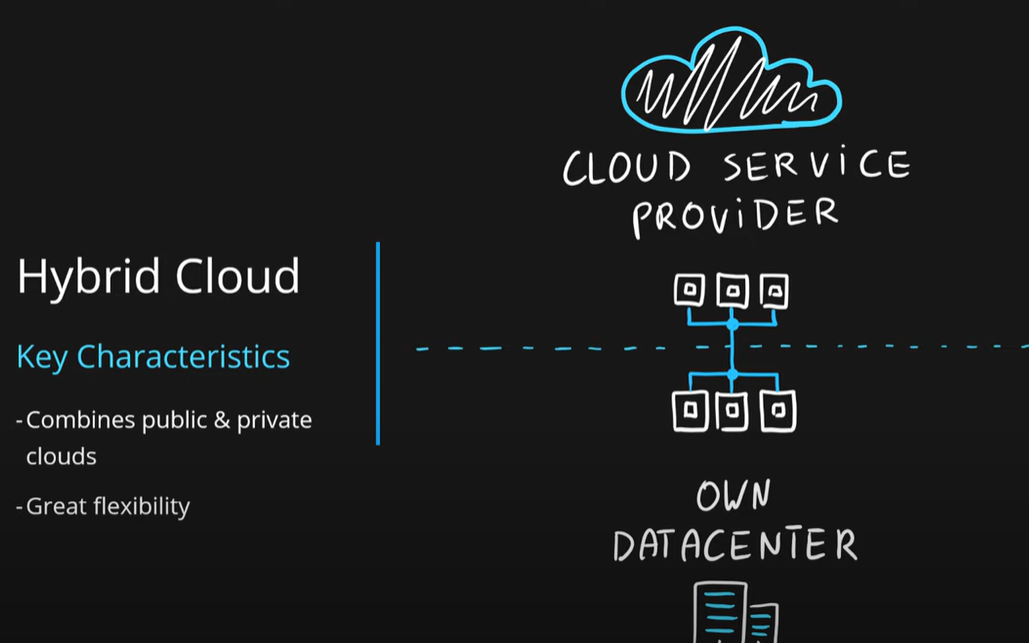 CLOUD SERViCE
PROViDER
Hybrid Cloud
Key Characteristics
-Combines public & private
clouds
-Great flexibility
OWN
DATACENTER